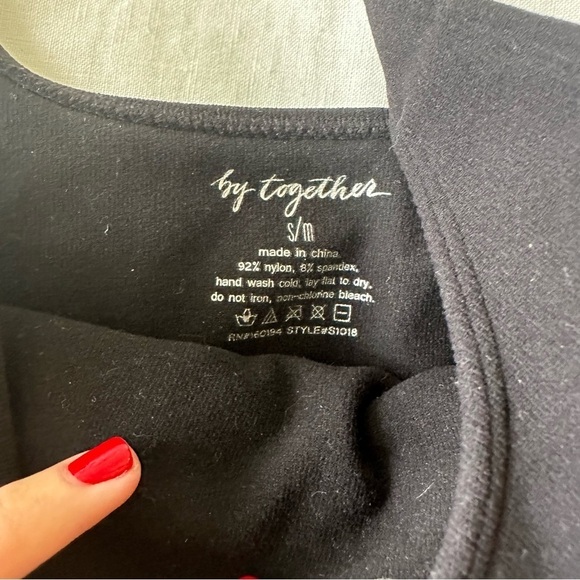 by together
s/m
made in china.
92% nylon, 8% spandex,
hand wash cold, lay flat to dry,
do not iron, non-chlorine bleach.
RN#160194 STYLE#S1018